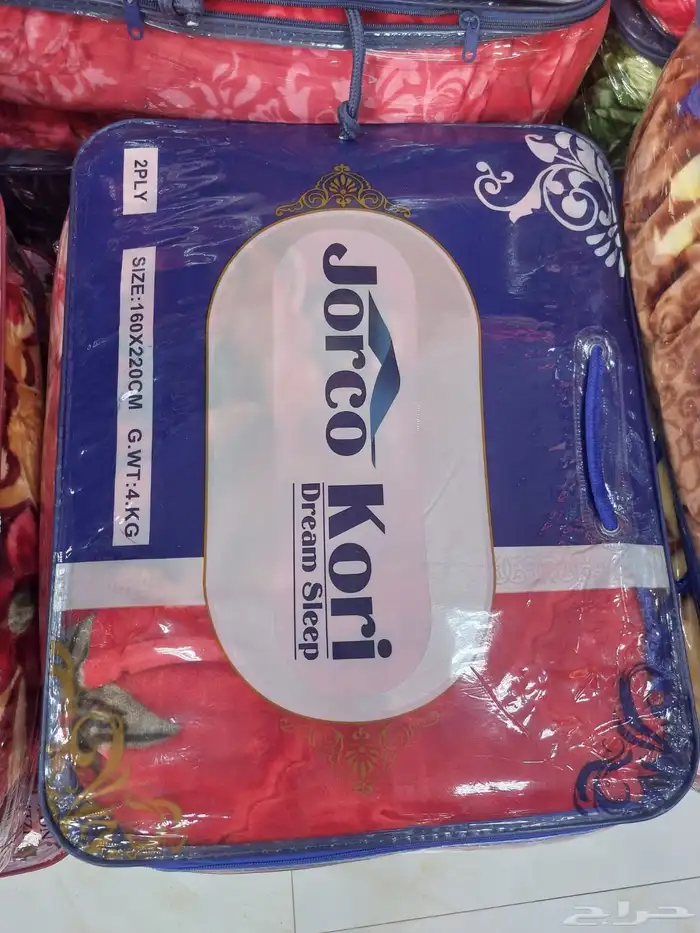 2PLY
SIZE:160X220CM G.WT:4.KG
Jorco Kori
Dream Sleep
حراج